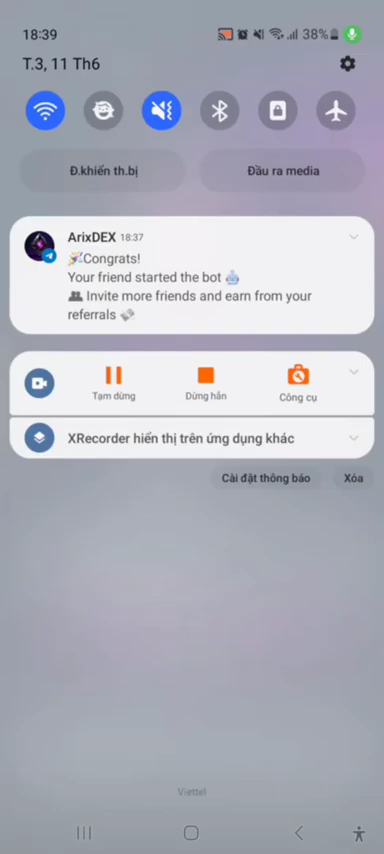 18:39 38%
T.3, 11 Th6
Đ.khiển th.bị Đầu ra media
ArixDEX 18:37
🎉Congrats!
Your friend started the bot 🤖
👥 Invite more friends and earn from your
referrals 💸
Tạm dừng Dừng hẳn Công cụ
XRecorder hiển thị trên ứng dụng khác
Cài đặt thông báo Xóa
Viettel